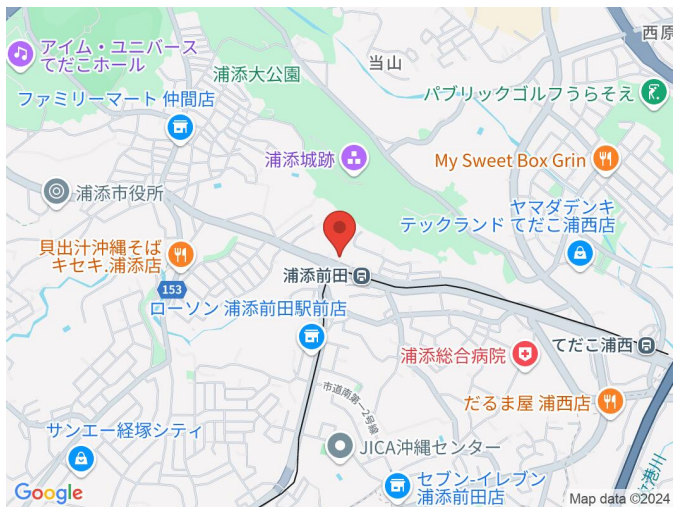 西原
アイム・ユニバース
てだこホール
当山
浦添大公園
パブリックゴルフうらそえ
ファミリーマート 仲間店
浦添城跡
My Sweet Box Grin
浦添市役所
ヤマダデンキ
テックランド てだこ浦西店
貝出汁沖縄そば
キセキ.浦添店
浦添前田
153
ローソン 浦添前田駅前店
てだこ浦西
浦添総合病院
市道南第一2号線
だるま屋 浦西店
サンエー経塚シティ
JICA沖縄センター
セブン-イレブン
浦添前田店
港川
Google
Map data ©2024